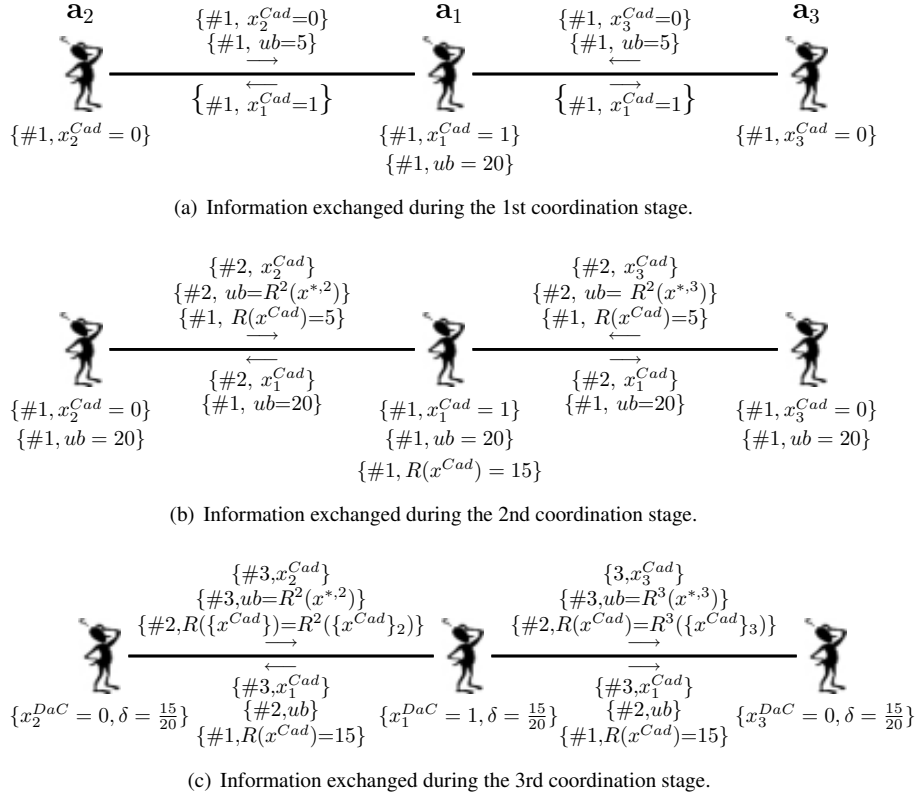 a₂ a₁ a₃
{#1, x₂^{Cad}=0} {#1, x₃^{Cad}=0}
{#1, ub=5} {#1, ub=5}
→ ←
← →
{#1, x₁^{Cad}=1} {#1, x₁^{Cad}=1}
{#1, x₂^{Cad} = 0} {#1, x₁^{Cad} = 1} {#1, x₃^{Cad} = 0}
{#1, ub = 20}
(a) Information exchanged during the 1st coordination stage.
{#2, x₂^{Cad}} {#2, x₃^{Cad}}
{#2, ub=R²(x^{*,2})} {#2, ub= R²(x^{*,3})}
{#1, R(x^{Cad})=5} {#1, R(x^{Cad})=5}
→ ←
← →
{#2, x₁^{Cad}} {#2, x₁^{Cad}}
{#1, ub=20} {#1, ub=20}
{#1, x₂^{Cad} = 0} {#1, x₁^{Cad} = 1} {#1, x₃^{Cad} = 0}
{#1, ub = 20} {#1, ub = 20} {#1, ub = 20}
{#1, R(x^{Cad}) = 15}
(b) Information exchanged during the 2nd coordination stage.
{#3,x₂^{Cad}} {3,x₃^{Cad}}
{#3,ub=R²(x^{*,2})} {#3,ub=R³(x^{*,3})}
{#2,R({x^{Cad}})=R²({x^{Cad}}₂)} {#2,R(x^{Cad})=R³({x^{Cad}}₃)}
→ →
← →
{#3,x₁^{Cad}} {#3,x₁^{Cad}}
{#2,ub} {#2,ub}
{x₂^{DaC} = 0, δ = 15/20} {x₁^{DaC} = 1, δ = 15/20} {x₃^{DaC} = 0, δ = 15/20}
{#1,R(x^{Cad})=15} {#1,R(x^{Cad})=15}
(c) Information exchanged during the 3rd coordination stage.